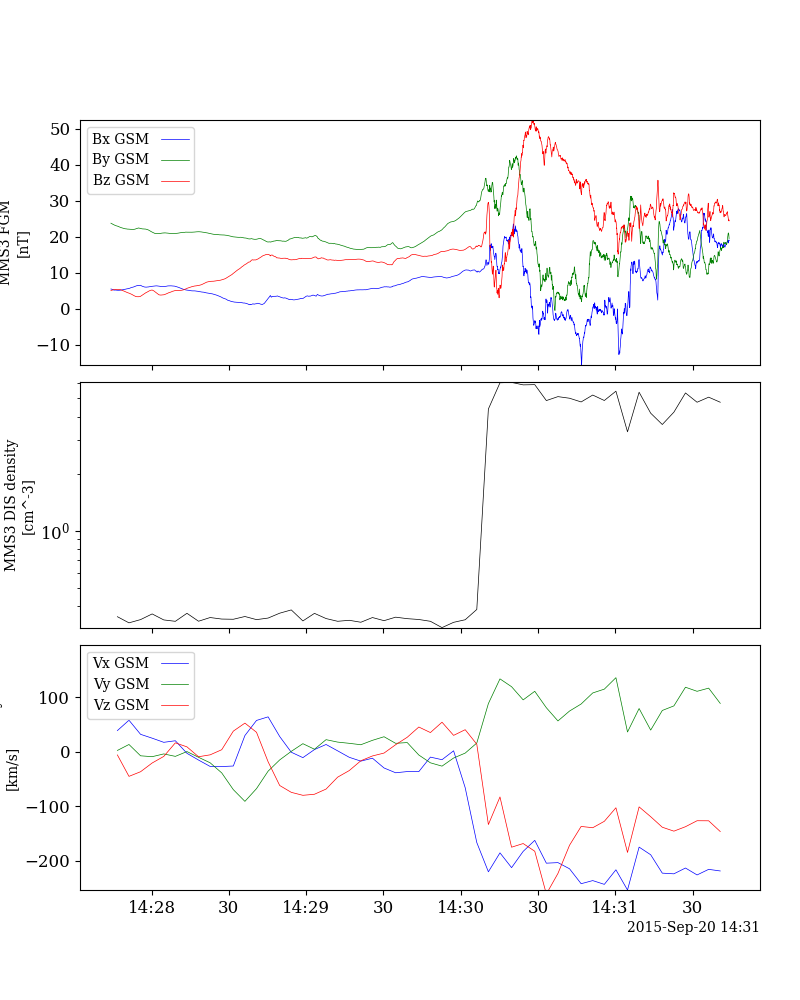 MMS3 FGM
[nT]
50
40
30
20
10
0
−10
Bx GSM
By GSM
Bz GSM
MMS3 DIS density
[cm^-3]
10^0
[km/s]
100
0
−100
−200
Vx GSM
Vy GSM
Vz GSM
14:28 30 14:29 30 14:30 30 14:31 30
2015-Sep-20 14:31